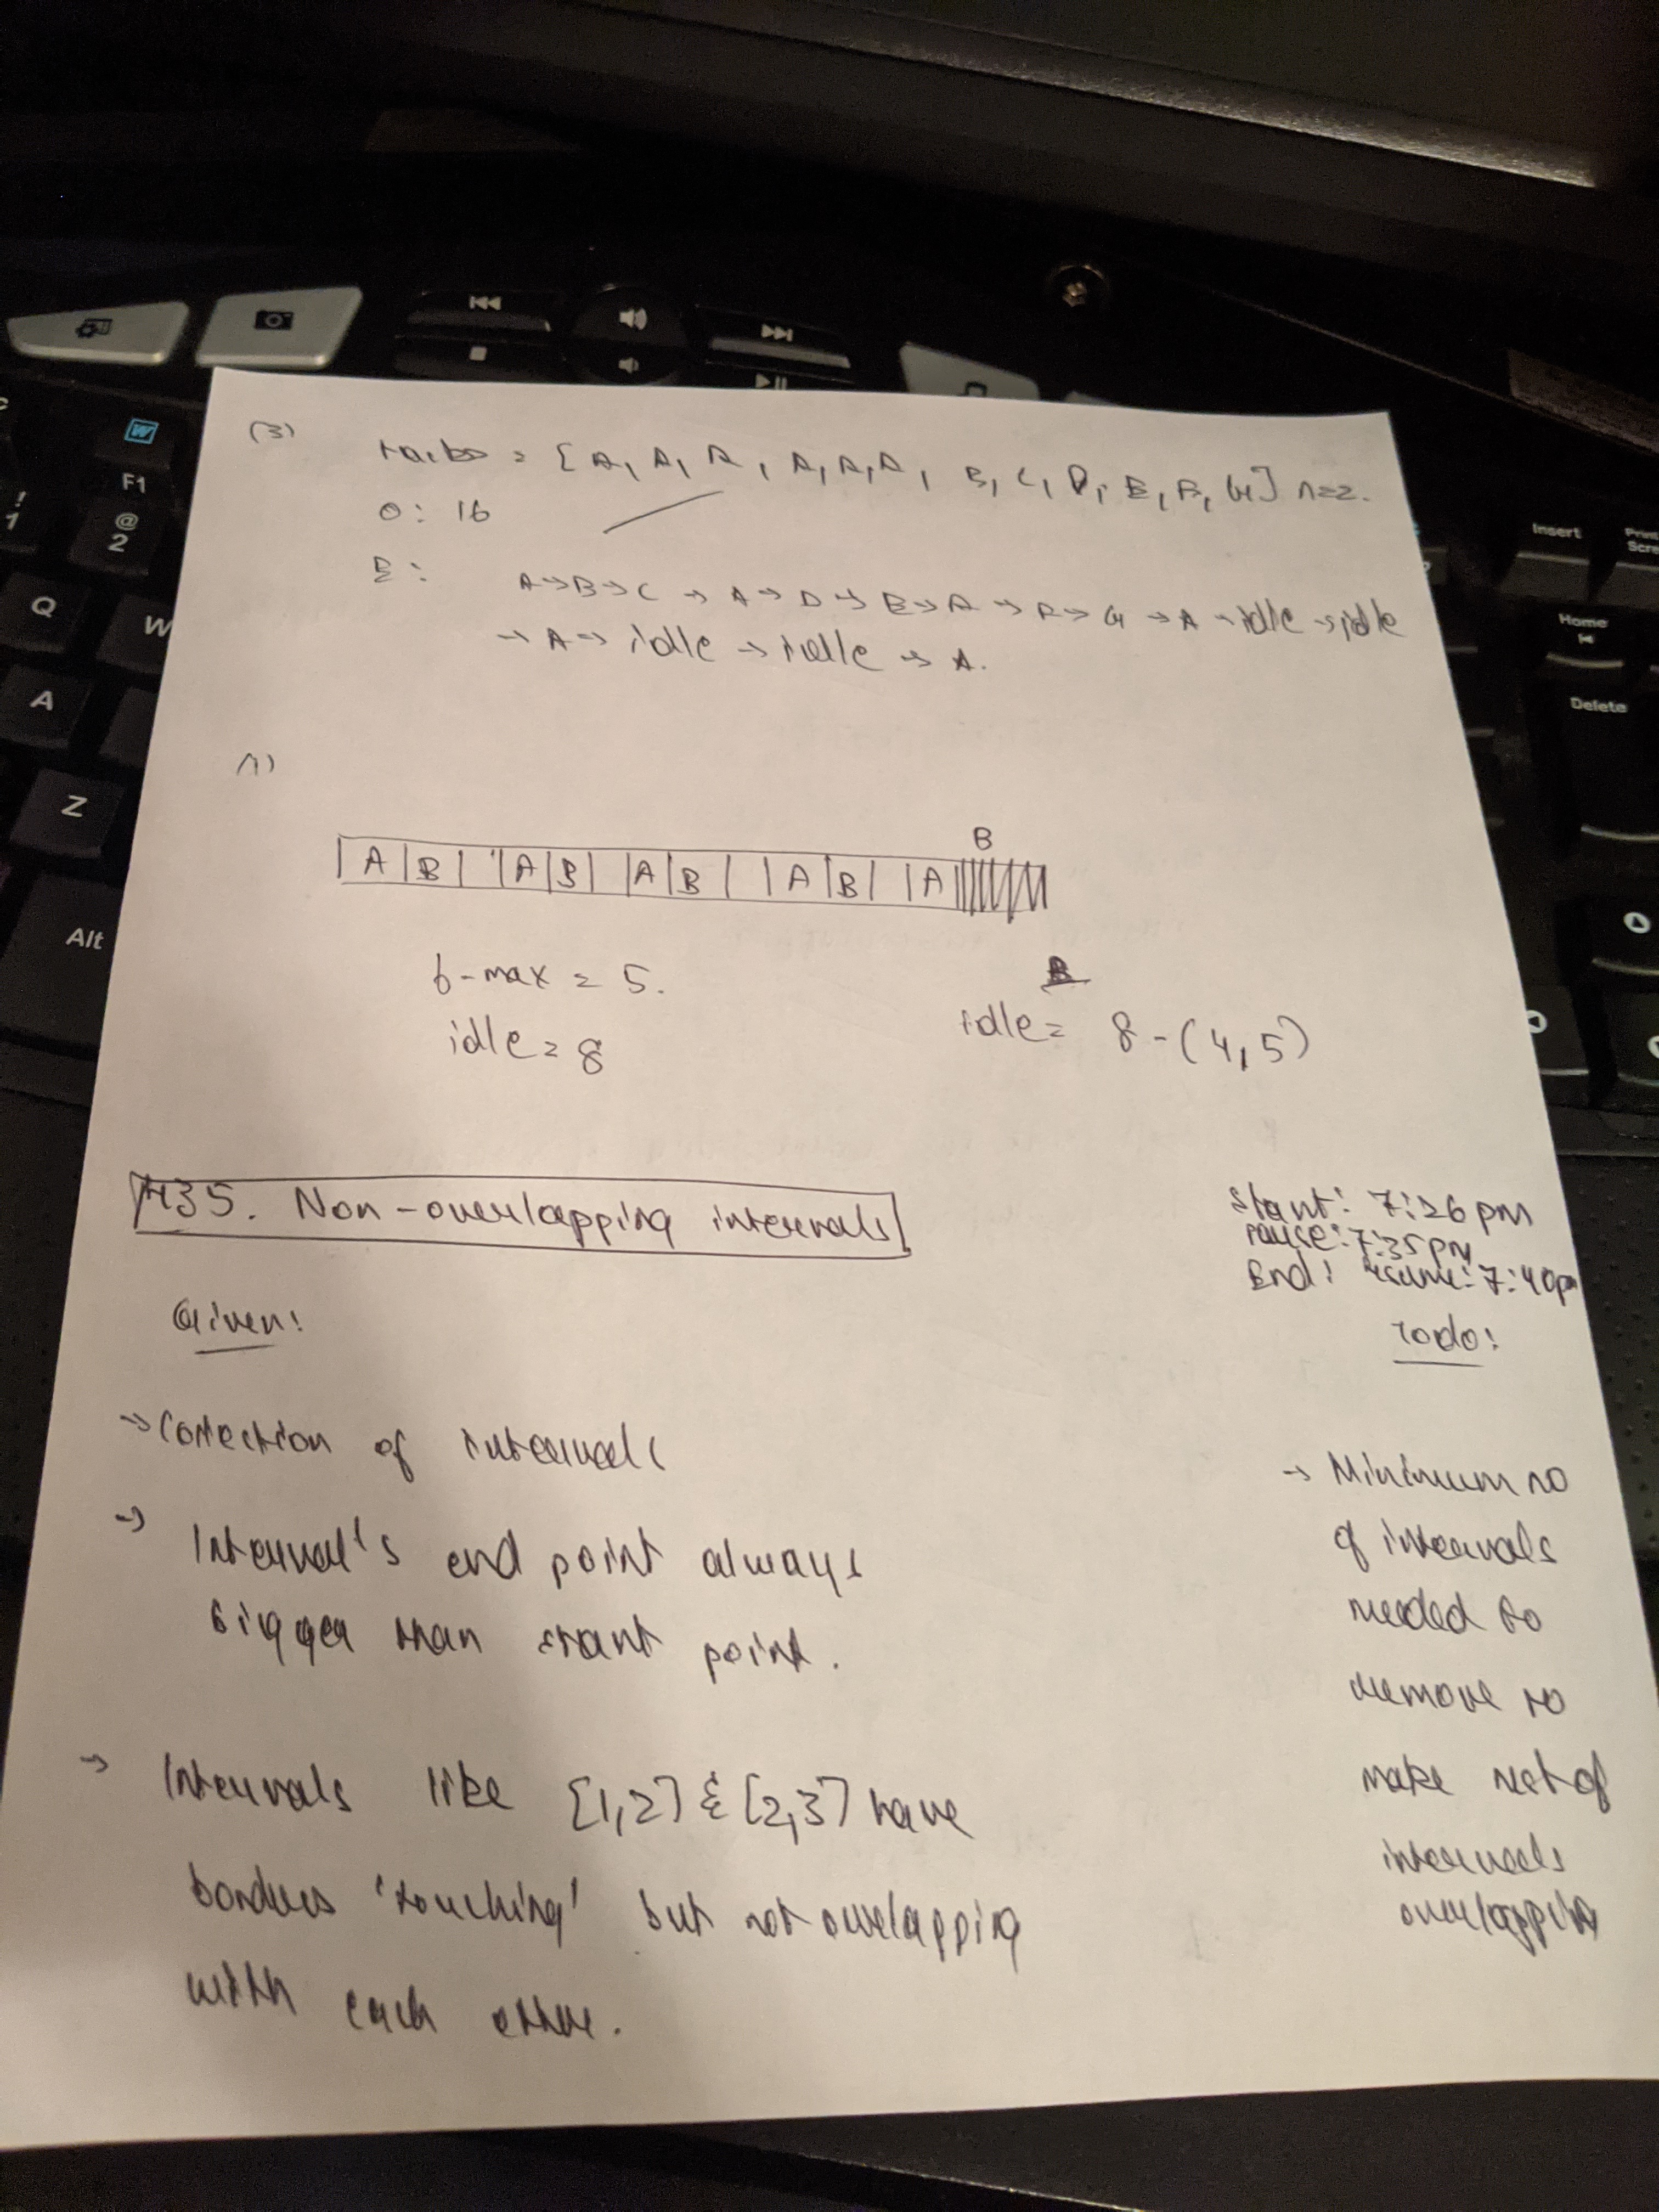 (3) tasks = [A, A, A, A, A, A, B, C, D, E, F, G] n=2.
O: 16
E: A→B→C → A→ D → E→ A → F→ G → A → idle → idle
→ A → idle → idle → A.
1)
B
A B A B A B A B A
f-max = 5.
idle = 8
B
idle = 8 - (4,5)
435. Non-overlapping intervals
start: 7:26 pm
pause: 7:35 pm
End: resume: 7:40pm
Given:
Todo:
→ Collection of intervals
→ Interval's end point always
bigger than start point.
→ Intervals like [1,2] & [2,3] have
borders 'touching' but not overlapping
with each other.
→ Minimum no
of intervals
needed to
remove to
make rest of
intervals
overlapping
F1
!
1
@
2
Q
W
A
Z
Alt
Insert
Home
Delete